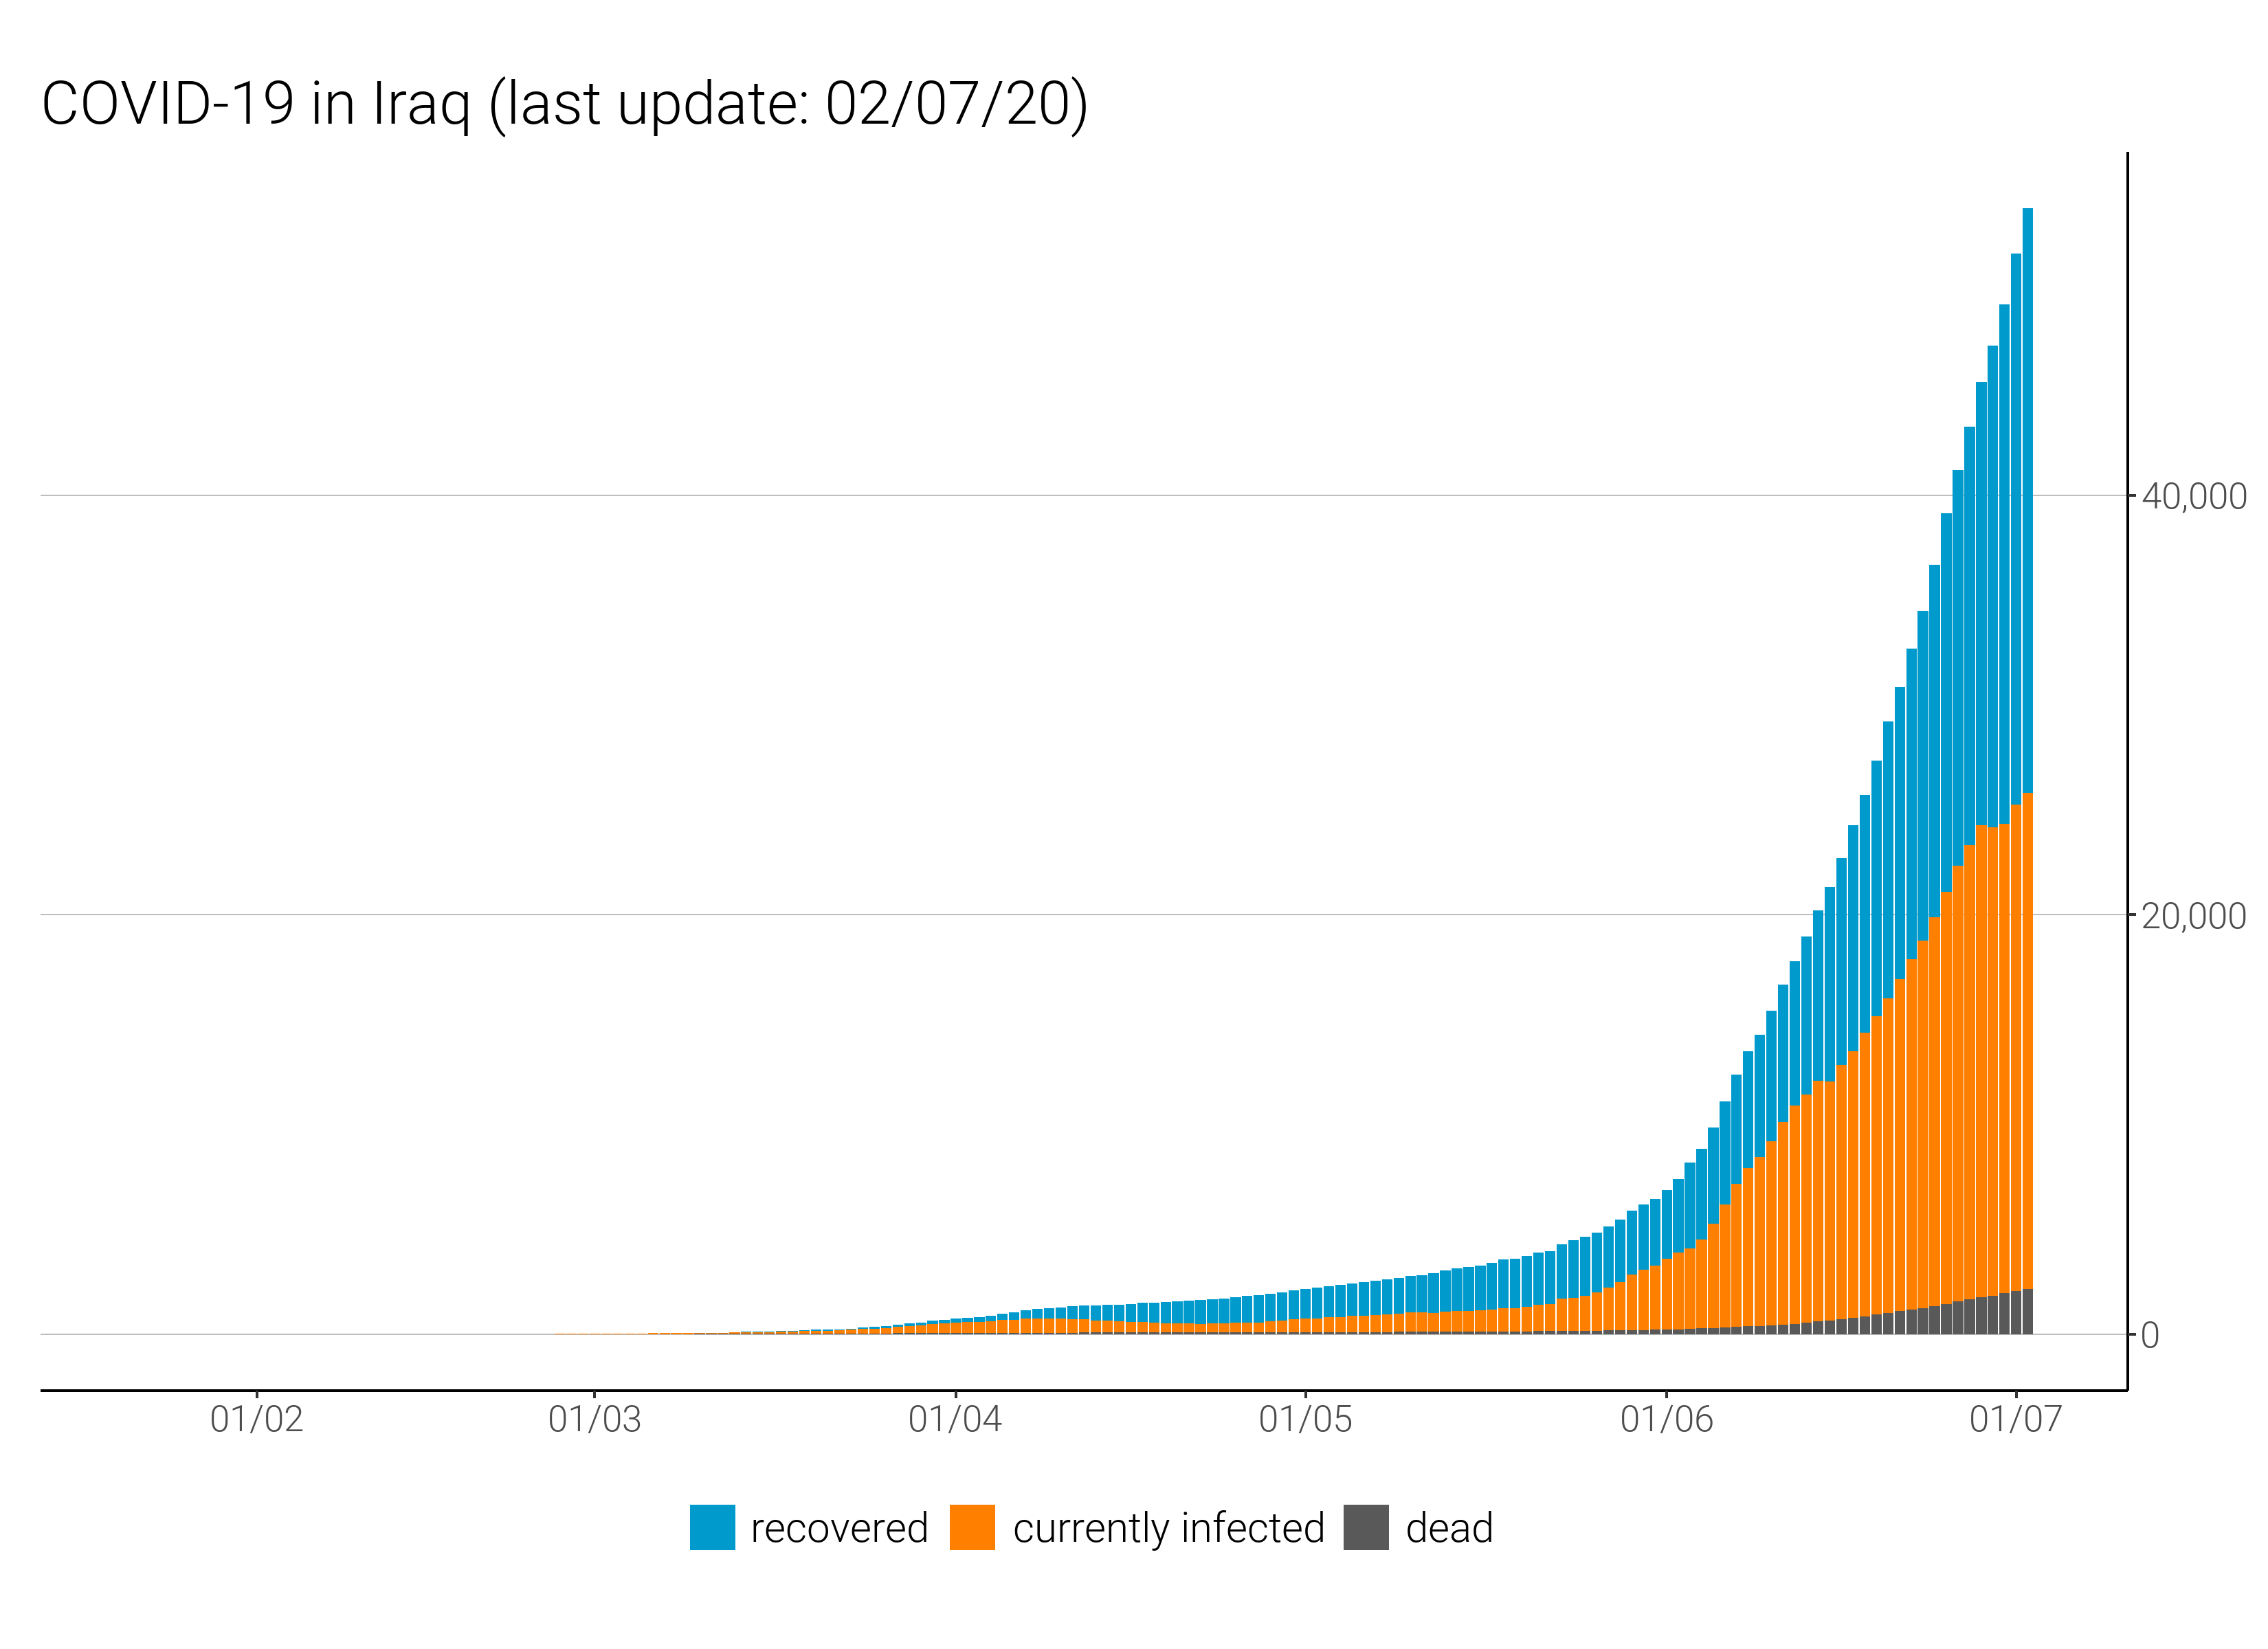 COVID-19 in Iraq (last update: 02/07/20)
40,000
20,000
0
01/02 01/03 01/04 01/05 01/06 01/07
recovered currently infected dead